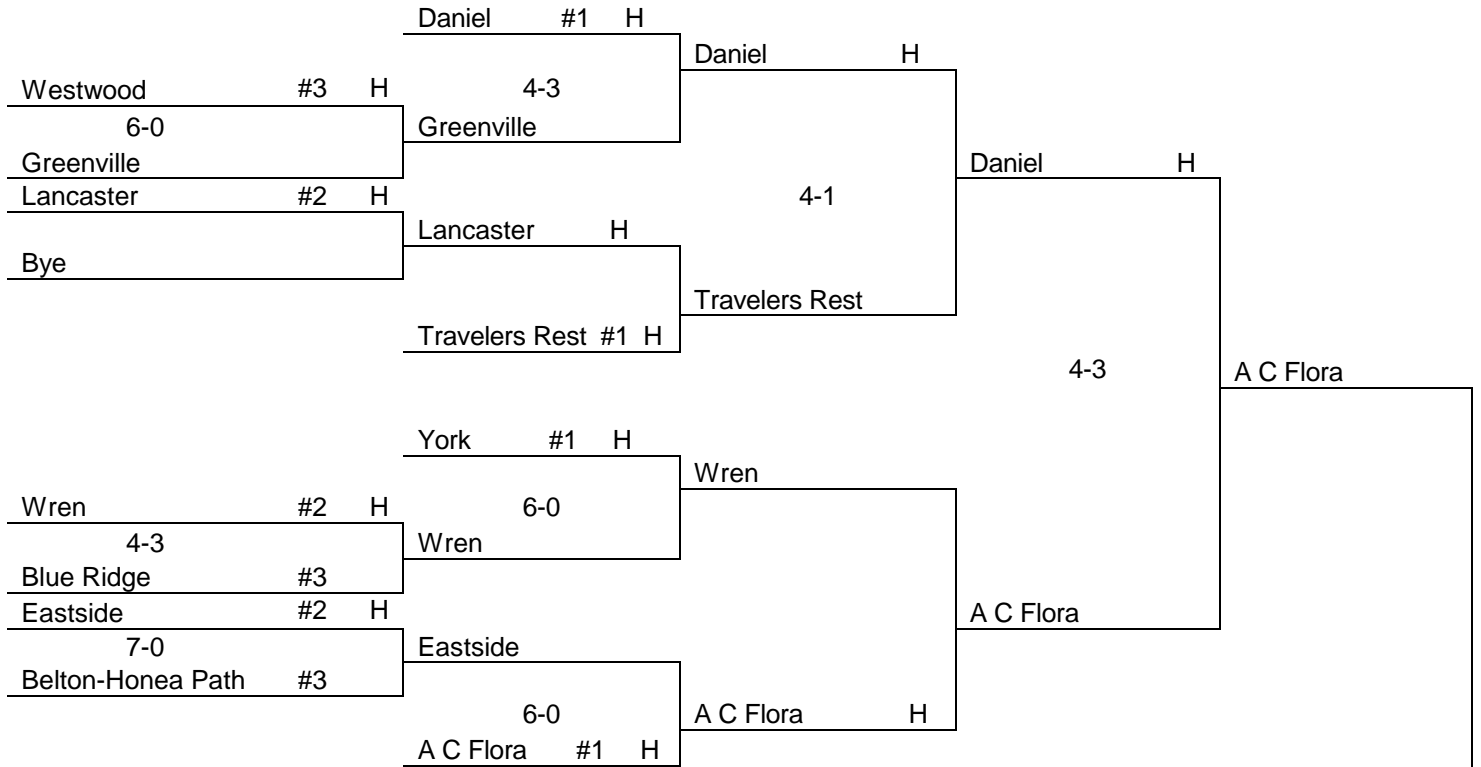 Daniel #1 H
Daniel H
Westwood #3 H
4-3
6-0
Greenville
Greenville
Daniel H
Lancaster #2 H
4-1
Lancaster H
Bye
Travelers Rest
Travelers Rest #1 H
4-3
A C Flora
York #1 H
Wren
Wren #2 H
6-0
4-3
Wren
Blue Ridge #3
Eastside #2 H
A C Flora
7-0
Eastside
Belton-Honea Path #3
6-0
A C Flora H
A C Flora #1 H